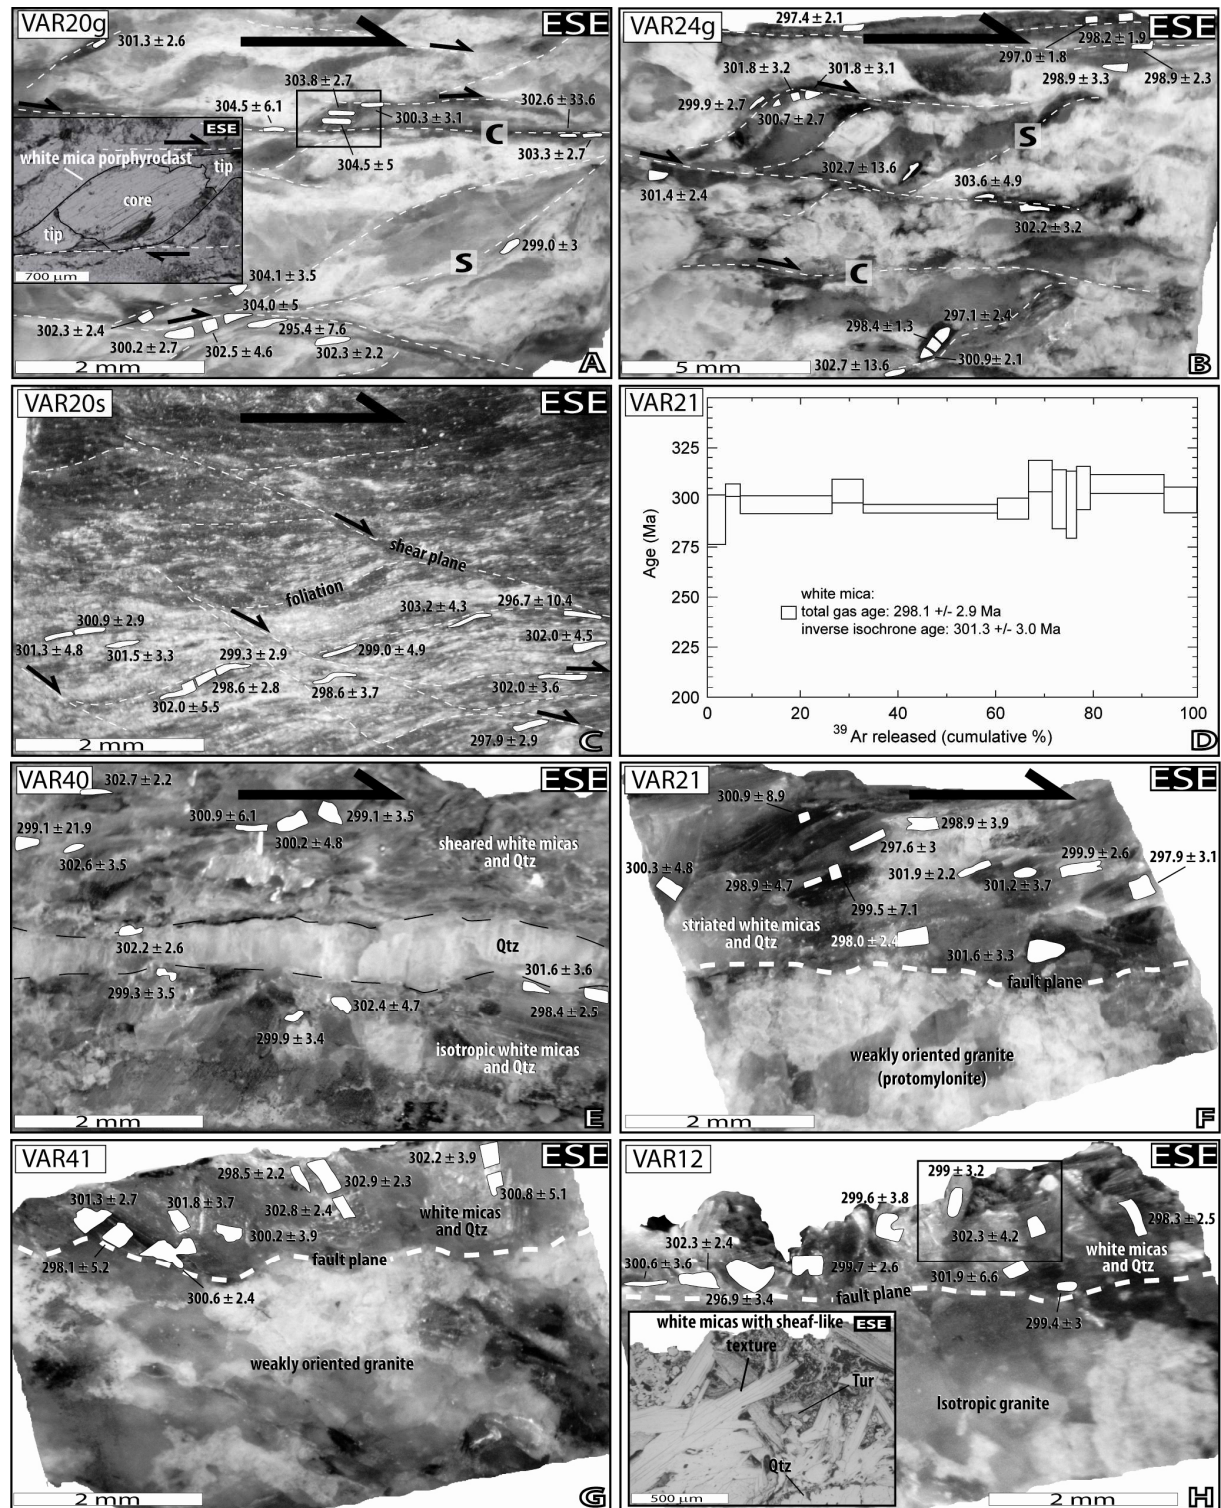 VAR20g
ESE
301.3 ± 2.6
303.8 ± 2.7
304.5 ± 6.1
302.6 ± 33.6
300.3 ± 3.1
C
303.3 ± 2.7
304.5 ± 5
ESE
white mica porphyroclast
tip
core
tip
700 µm
S
299.0 ± 3
304.1 ± 3.5
304.0 ± 5
302.3 ± 2.4
295.4 ± 7.6
300.2 ± 2.7
302.5 ± 4.6
302.3 ± 2.2
2 mm
A
VAR24g
ESE
297.4 ± 2.1
298.2 ± 1.9
297.0 ± 1.8
301.8 ± 3.2
301.8 ± 3.1
298.9 ± 3.3
298.9 ± 2.3
299.9 ± 2.7
300.7 ± 2.7
S
302.7 ± 13.6
303.6 ± 4.9
301.4 ± 2.4
302.2 ± 3.2
C
297.1 ± 2.4
298.4 ± 1.3
300.9 ± 2.1
302.7 ± 13.6
5 mm
B
VAR20s
ESE
shear plane
foliation
303.2 ± 4.3
296.7 ± 10.4
300.9 ± 2.9
301.3 ± 4.8
301.5 ± 3.3
302.0 ± 4.5
299.3 ± 2.9
299.0 ± 4.9
298.6 ± 2.8
298.6 ± 3.7
302.0 ± 3.6
302.0 ± 5.5
297.9 ± 2.9
2 mm
C
VAR21
325
300
275
250
225
200
Age (Ma)
white mica:
total gas age: 298.1 +/- 2.9 Ma
inverse isochrone age: 301.3 +/- 3.0 Ma
0 20 40 60 80 100
39 Ar released (cumulative %)
D
VAR40
ESE
302.7 ± 2.2
299.1 ± 21.9
300.9 ± 6.1
299.1 ± 3.5
300.2 ± 4.8
302.6 ± 3.5
sheared white micas
and Qtz
302.2 ± 2.6
Qtz
299.3 ± 3.5
301.6 ± 3.6
302.4 ± 4.7
298.4 ± 2.5
299.9 ± 3.4
isotropic white micas
and Qtz
2 mm
E
VAR21
ESE
300.9 ± 8.9
298.9 ± 3.9
297.6 ± 3
299.9 ± 2.6
297.9 ± 3.1
300.3 ± 4.8
298.9 ± 4.7
301.9 ± 2.2
301.2 ± 3.7
299.5 ± 7.1
striated white micas
and Qtz
298.0 ± 2.4
301.6 ± 3.3
fault plane
weakly oriented granite
(protomylonite)
2 mm
F
VAR41
ESE
298.5 ± 2.2
302.2 ± 3.9
302.9 ± 2.3
301.3 ± 2.7
301.8 ± 3.7
302.8 ± 2.4
300.8 ± 5.1
white micas
and Qtz
300.2 ± 3.9
fault plane
298.1 ± 5.2
300.6 ± 2.4
weakly oriented granite
2 mm
G
VAR12
ESE
299 ± 3.2
299.6 ± 3.8
302.3 ± 4.2
298.3 ± 2.5
white micas
and Qtz
302.3 ± 2.4
300.6 ± 3.6
299.7 ± 2.6
301.9 ± 6.6
296.9 ± 3.4
fault plane
299.4 ± 3
white micas with sheaf-like
texture
ESE
Tur
Qtz
500 µm
Isotropic granite
2 mm
H